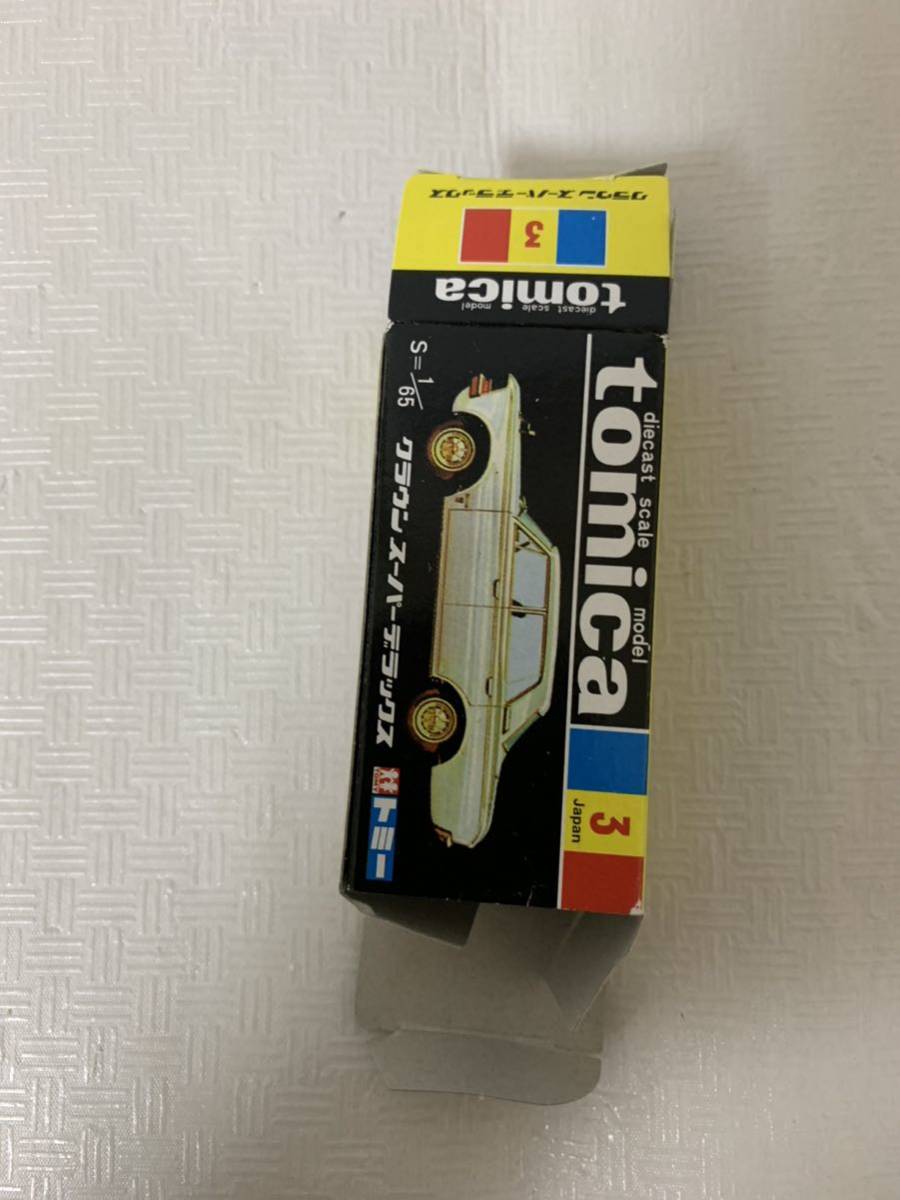 クラウン スーパーデラックス
3
tomica
diecast scale model
diecast scale model
tomica
3
Japan
S=1/65
クラウン スーパーデラックス
TOMY
トミー